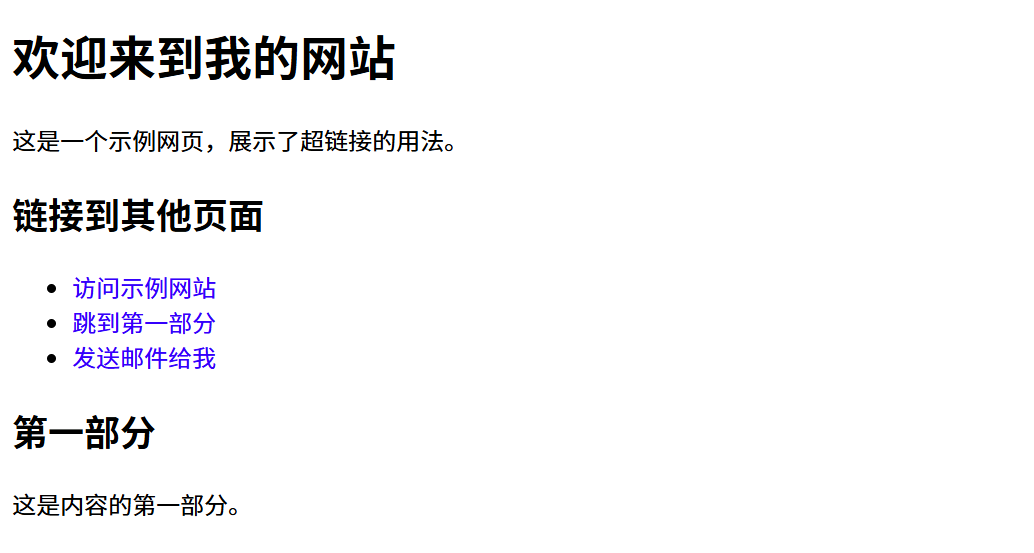 欢迎来到我的网站
这是一个示例网页，展示了超链接的用法。
链接到其他页面
访问示例网站
跳到第一部分
发送邮件给我
第一部分
这是内容的第一部分。